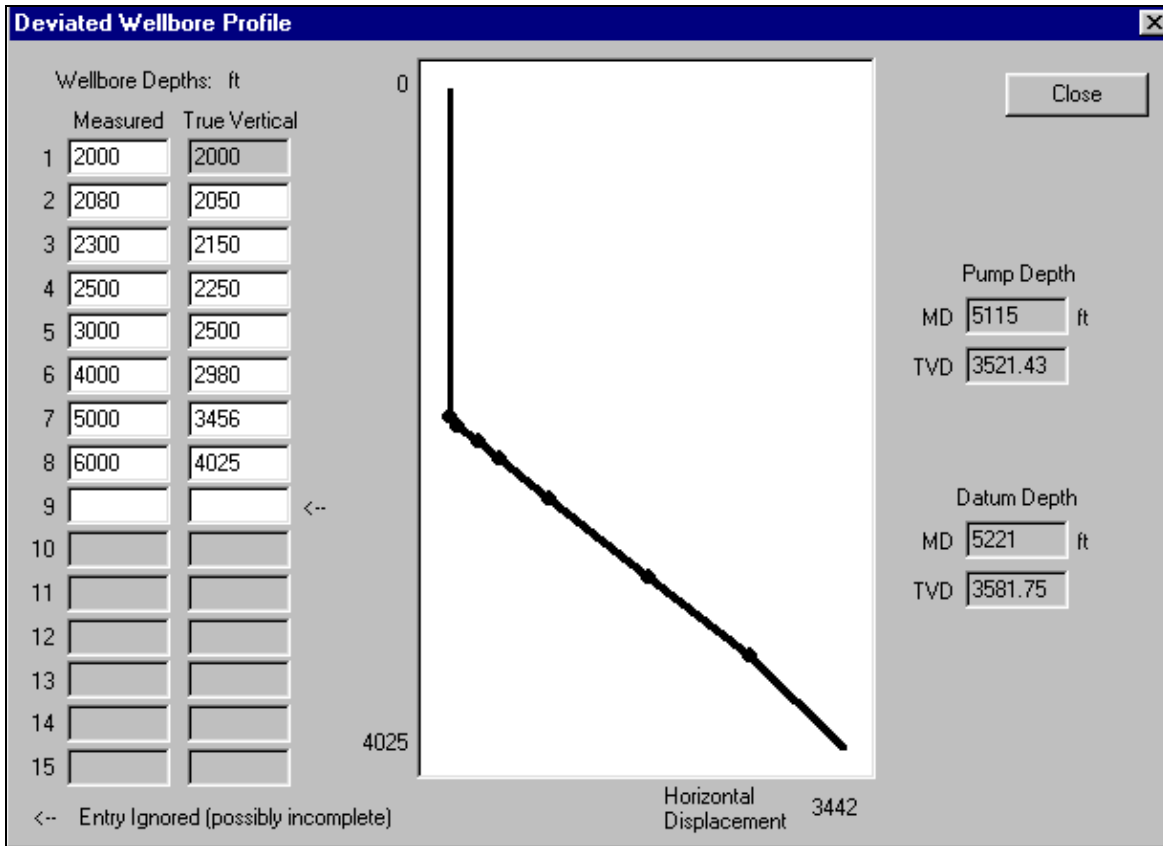 Deviated Wellbore Profile
Wellbore Depths: ft
Measured True Vertical
1 2000 2000
2 2080 2050
3 2300 2150
4 2500 2250
5 3000 2500
6 4000 2980
7 5000 3456
8 6000 4025
9 <--
10
11
12
13
14
15
<-- Entry Ignored (possibly incomplete)
0
4025
Horizontal
Displacement 3442
Close
Pump Depth
MD 5115 ft
TVD 3521.43
Datum Depth
MD 5221 ft
TVD 3581.75